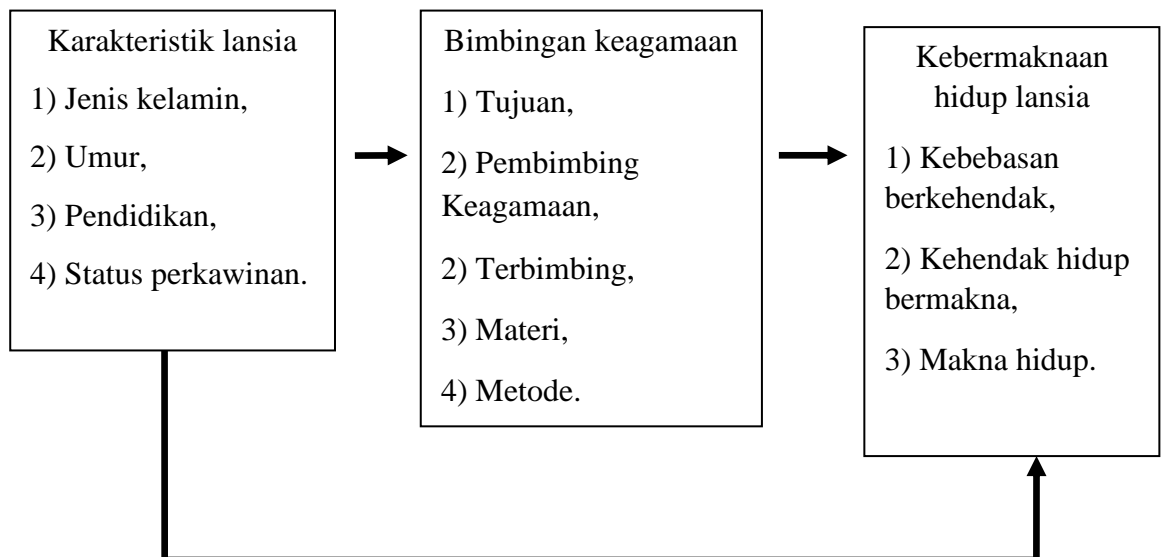 Karakteristik lansia
1) Jenis kelamin,
2) Umur,
3) Pendidikan,
4) Status perkawinan.
Bimbingan keagamaan
1) Tujuan,
2) Pembimbing
Keagamaan,
2) Terbimbing,
3) Materi,
4) Metode.
Kebermaknaan
hidup lansia
1) Kebebasan
berkehendak,
2) Kehendak hidup
bermakna,
3) Makna hidup.